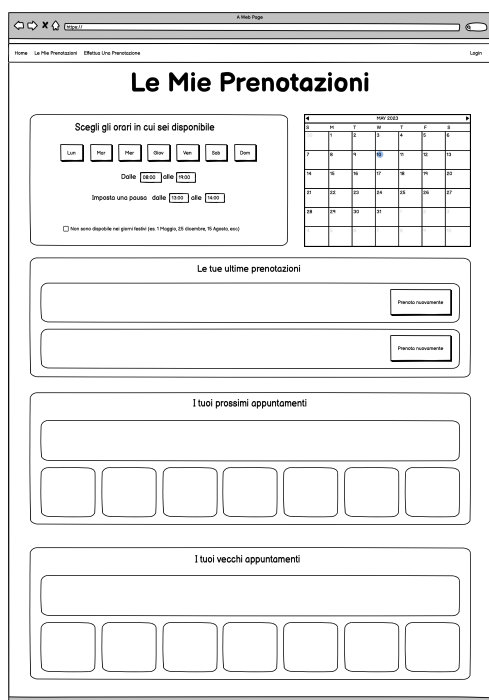 A Web Page
https://
Home Le Mie Prenotazioni Effettua Una Prenotazione Login
Le Mie Prenotazioni
Scegli gli orari in cui sei disponibile
Lun Mar Mer Giov Ven Sab Dom
Dalle 08:00 alle 19:00
Imposta una pausa dalle 13:00 alle 14:00
Non sono dispobile nei giorni festivi (es. 1 Maggio, 25 dicembre, 15 Agosto, ecc)
MAY 2023
S M T W T F S
1 2 3 4 5 6
7 8 9 10 11 12 13
14 15 16 17 18 19 20
21 22 23 24 25 26 27
28 29 30 31
Le tue ultime prenotazioni
Prenota nuovamente
Prenota nuovamente
I tuoi prossimi appuntamenti
I tuoi vecchi appuntamenti